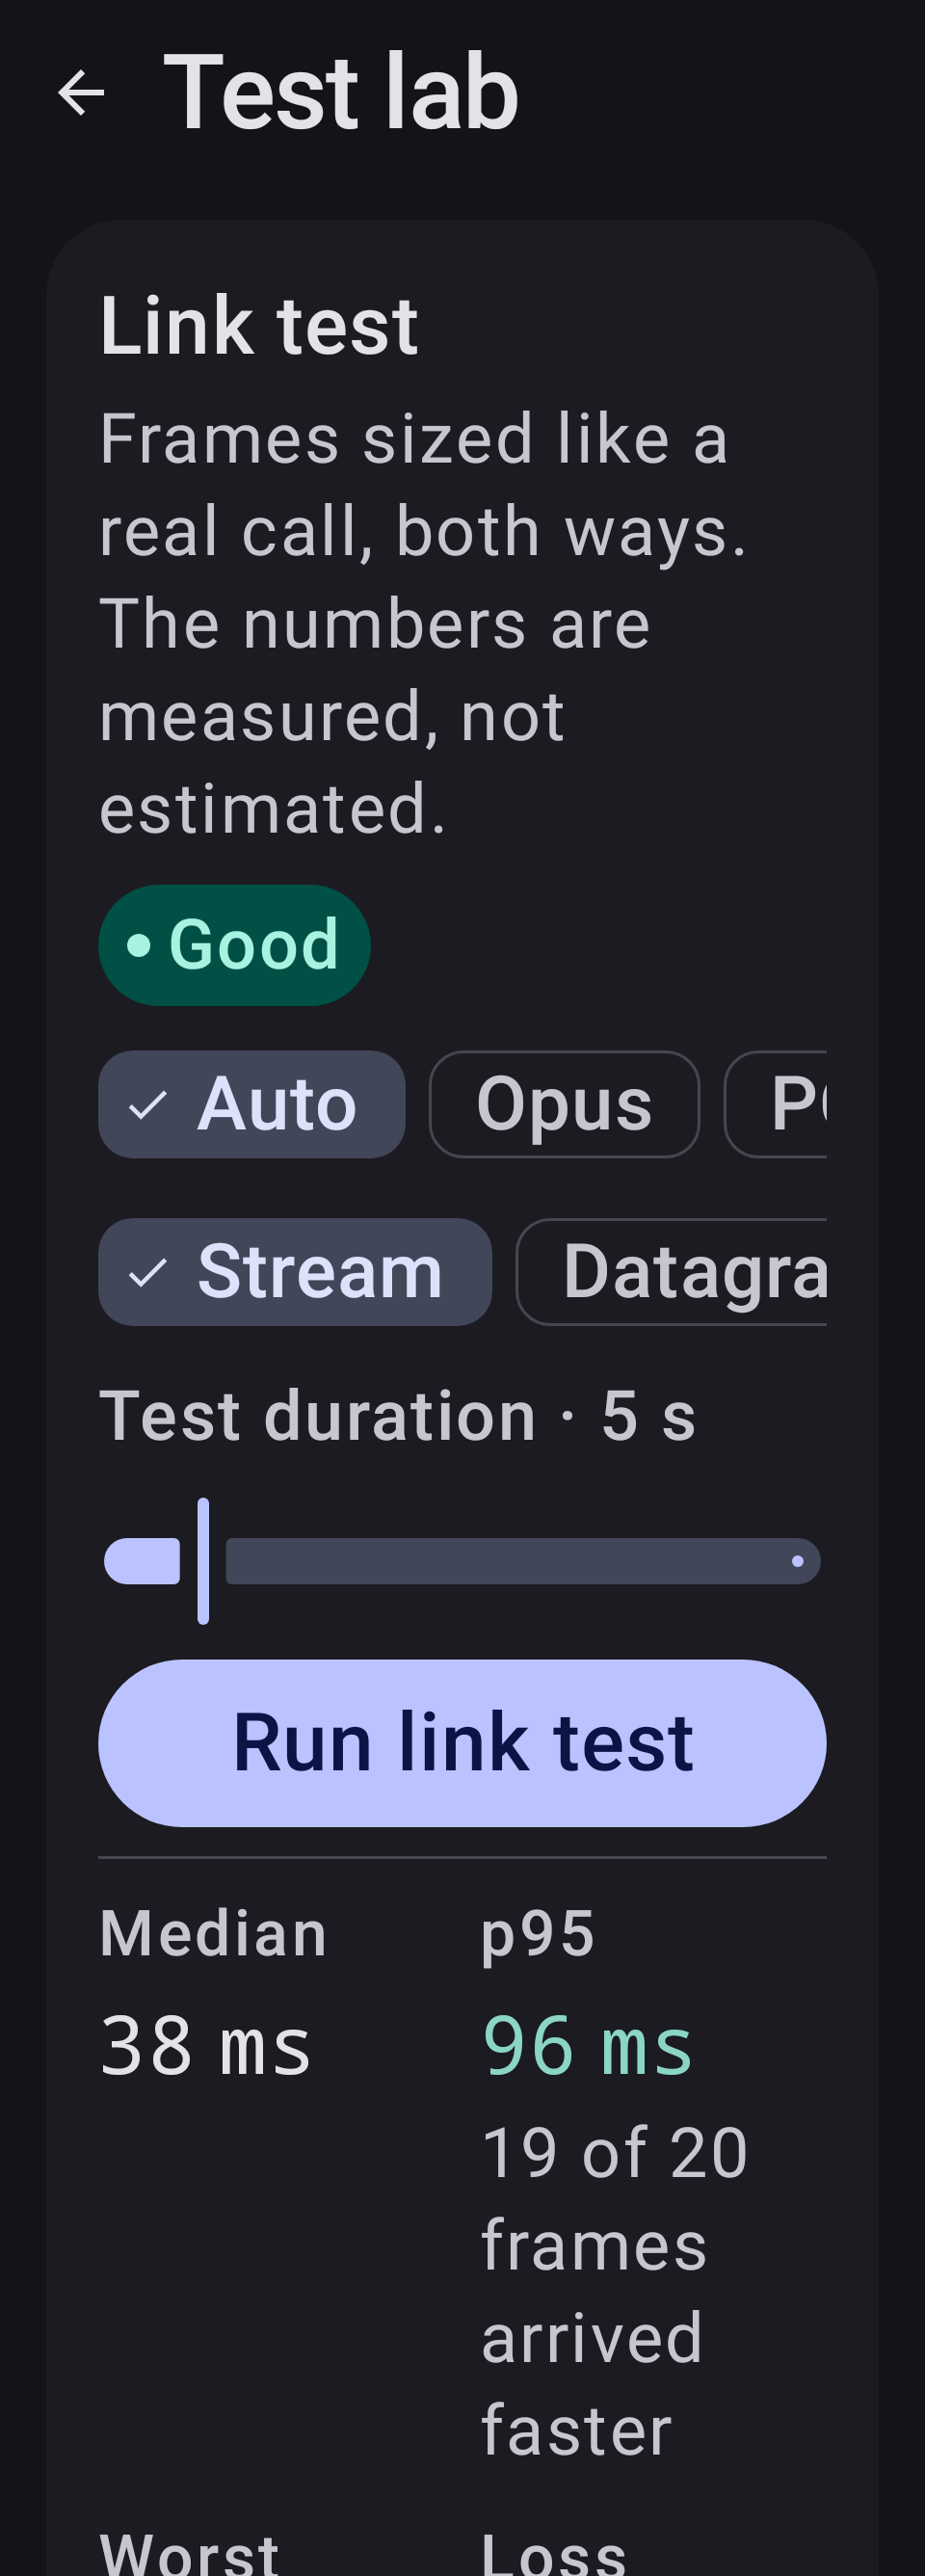 Test lab
Link test
Frames sized like a
real call, both ways.
The numbers are
measured, not
estimated.
Good
Auto Opus
Stream Datagra
Test duration · 5 s
Run link test
Median p95
38 ms 96 ms
19 of 20
frames
arrived
faster
Worst Loss